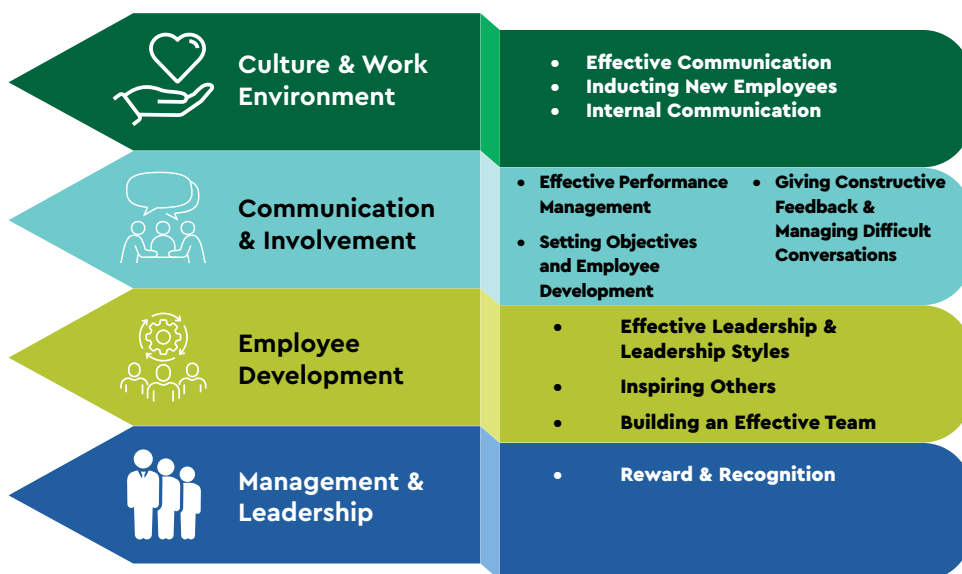 Culture & Work
Environment
• Effective Communication
• Inducting New Employees
• Internal Communication
Communication
& Involvement
• Effective Performance
Management
• Setting Objectives
and Employee
Development
• Giving Constructive
Feedback &
Managing Difficult
Conversations
Employee
Development
• Effective Leadership &
Leadership Styles
• Inspiring Others
• Building an Effective Team
Management &
Leadership
• Reward & Recognition